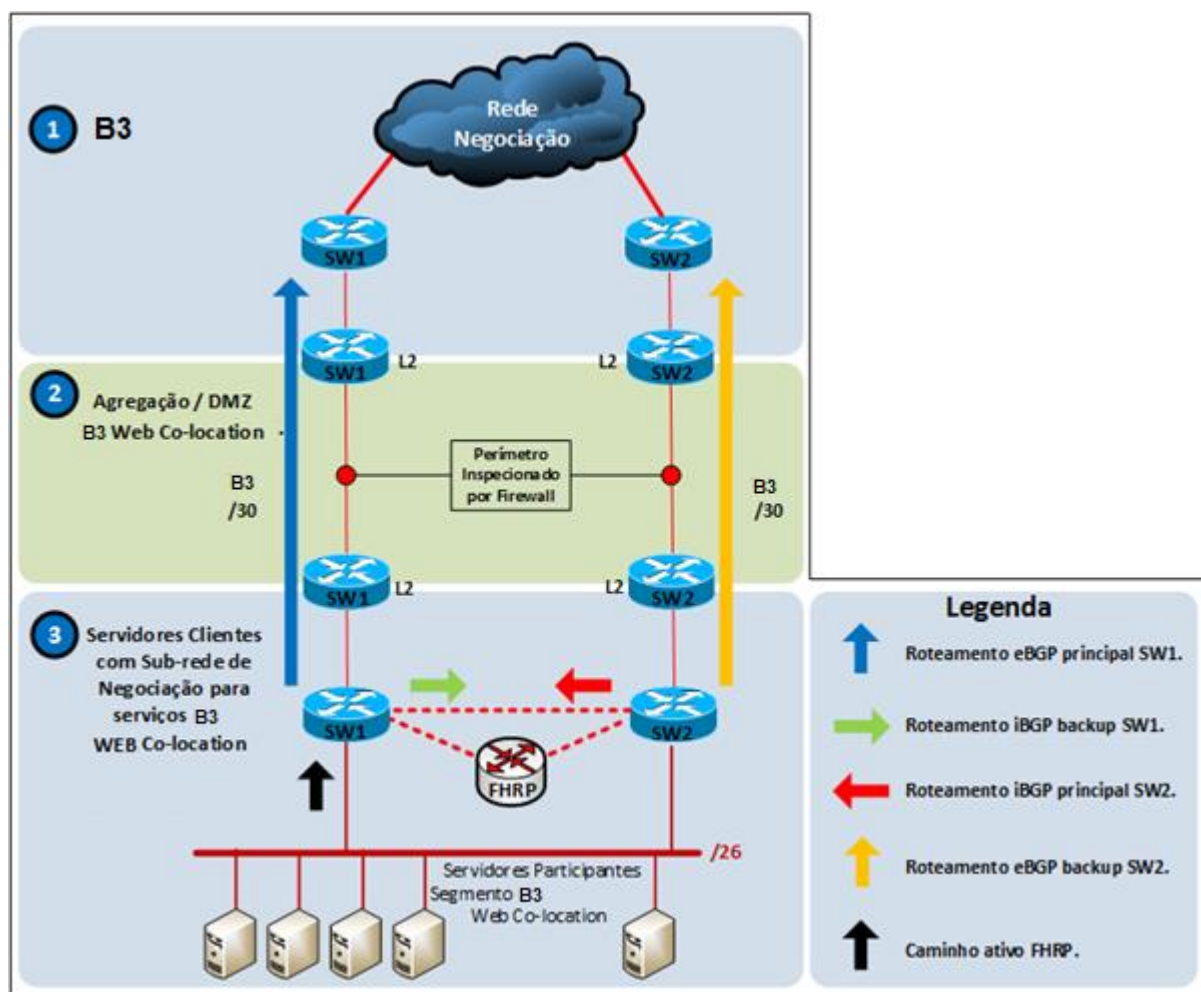 Rede
Negociação
1 B3
SW1
SW2
SW1 L2
L2 SW2
2
Agregação / DMZ
B3 Web Co-location
Perímetro
Inspecionado
por Firewall
B3
/30
B3
/30
SW1 L2
L2 SW2
3
Servidores Clientes
com Sub-rede de
Negociação para
serviços B3
WEB Co-location
SW1
SW2
FHRP
/26
Servidores Participantes
Segmento B3
Web Co-location
Legenda
Roteamento eBGP principal SW1.
Roteamento iBGP backup SW1.
Roteamento iBGP principal SW2.
Roteamento eBGP backup SW2.
Caminho ativo FHRP.